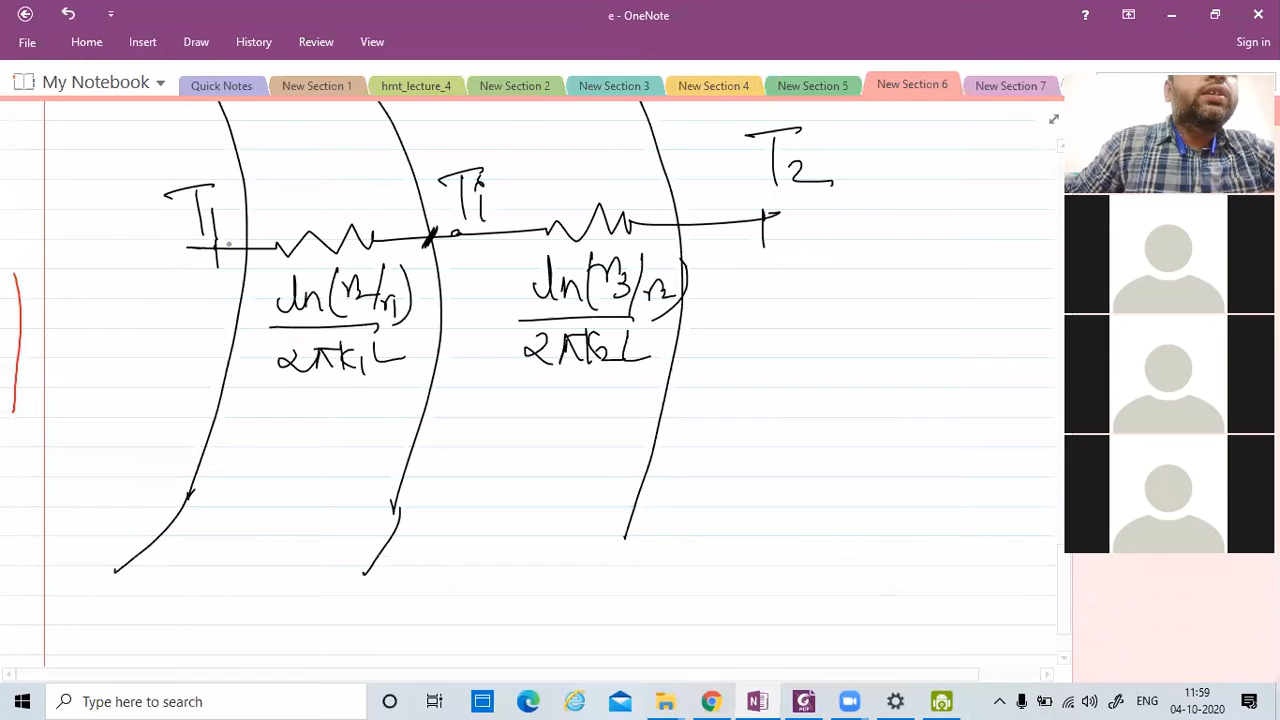 e - OneNote
? 
File Home Insert Draw History Review View Sign in
My Notebook Quick Notes New Section 1 hmt_lecture_4 New Section 2 New Section 3 New Section 4 New Section 5 New Section 6 New Section 7
T1 Ti T2
ln(r2/r1) ln(r3/r2)
2πk1L 2πk2L
Type here to search ENG 1:59
04-10-2020